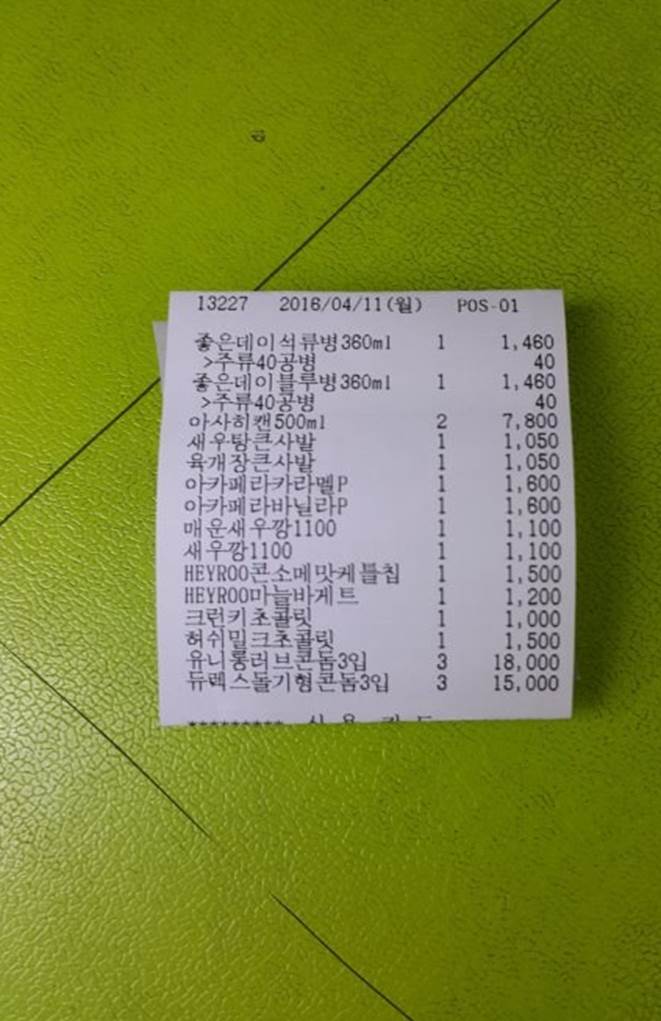 13227 2016/04/11(월) POS-01
좋은데이석류병360ml 1 1,460
>주류40공병 40
좋은데이블루병360ml 1 1,460
>주류40공병 40
아사히캔500ml 2 7,800
새우탕큰사발 1 1,050
육개장큰사발 1 1,050
아카페라카라멜P 1 1,600
아카페라바닐라P 1 1,600
매운새우깡1100 1 1,100
새우깡1100 1 1,100
HEYROO콘소메맛케틀칩 1 1,500
HEYROO마늘바게트 1 1,200
크런키초콜릿 1 1,000
허쉬밀크초콜릿 1 1,500
유니롱러브콘돔3입 3 18,000
듀렉스돌기형콘돔3입 3 15,000